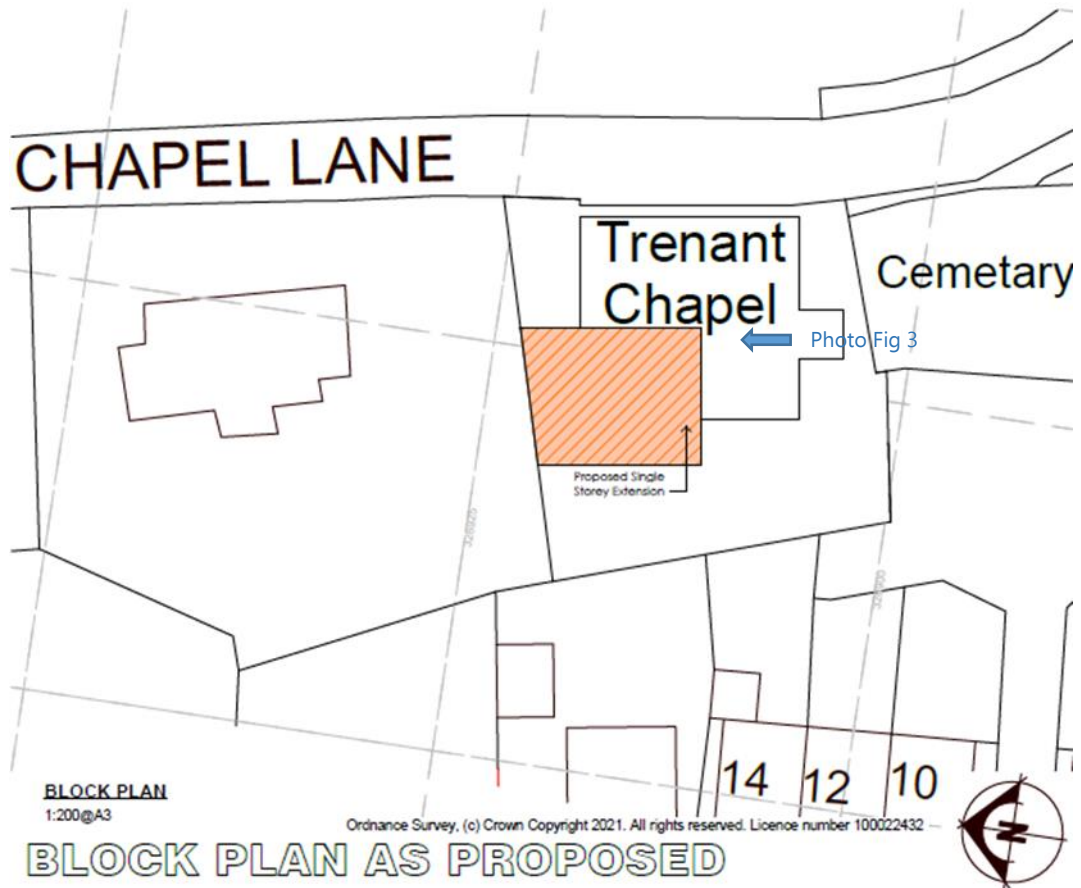 CHAPEL LANE
Trenant
Chapel
Cemetary
Photo Fig 3
Proposed Single
Storey Extension
14
12
10
BLOCK PLAN
1:200@A3
Ordnance Survey, (c) Crown Copyright 2021. All rights reserved. Licence number 100022432
N
BLOCK PLAN AS PROPOSED